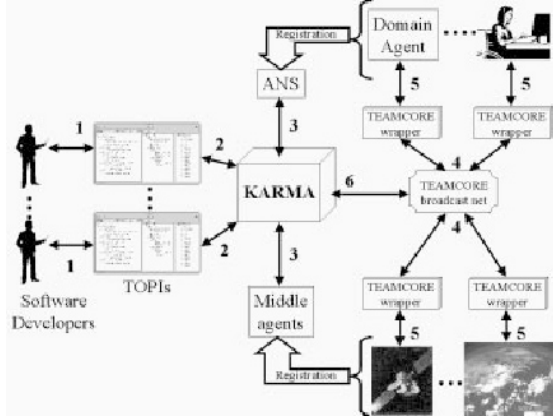 Registration
Domain
Agent
ANS
5
5
1
2
3
TEAMCORE
wrapper
TEAMCORE
wrapper
4
KARMA
6
TEAMCORE
broadcast net
1
2
4
TOPIs
3
Software
Developers
Middle
agents
TEAMCORE
wrapper
TEAMCORE
wrapper
5
5
Registration